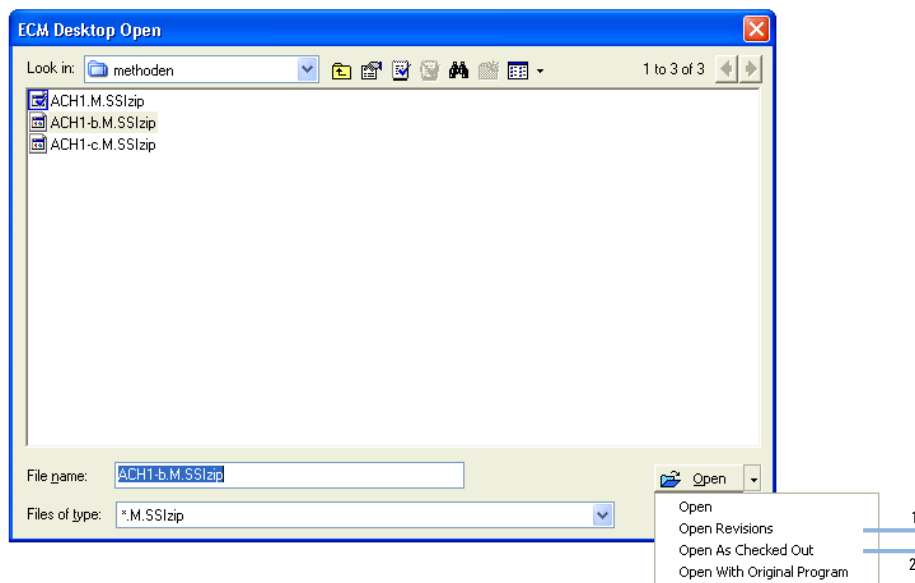 ECM Desktop Open
Look in: methoden 1 to 3 of 3
ACH1.M.SSIzip
ACH1-b.M.SSIzip
ACH1-c.M.SSIzip
File name: ACH1-b.M.SSIzip Open
Files of type: *.M.SSIzip
Open
Open Revisions 1
Open As Checked Out 2
Open With Original Program